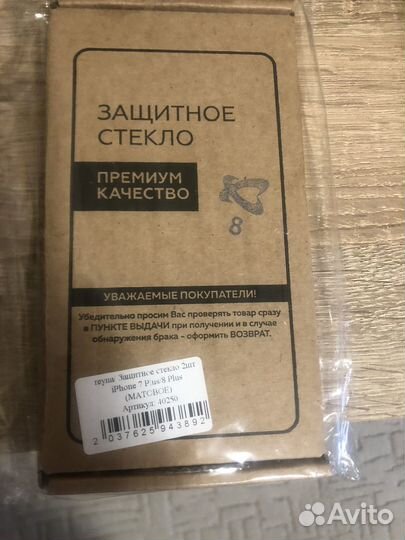 ЗАЩИТНОЕ
СТЕКЛО
ПРЕМИУМ
КАЧЕСТВО
8
УВАЖАЕМЫЕ ПОКУПАТЕЛИ!
Убедительно просим Вас проверять товар сразу
в ПУНКТЕ ВЫДАЧИ при получении и в случае
обнаружения брака - оформить ВОЗВРАТ.
Защитное стекло 2шт
iPhone 7 Plus/8 Plus
(МАТОВОЕ)
Артикул: 40250
2037625943892
Avito